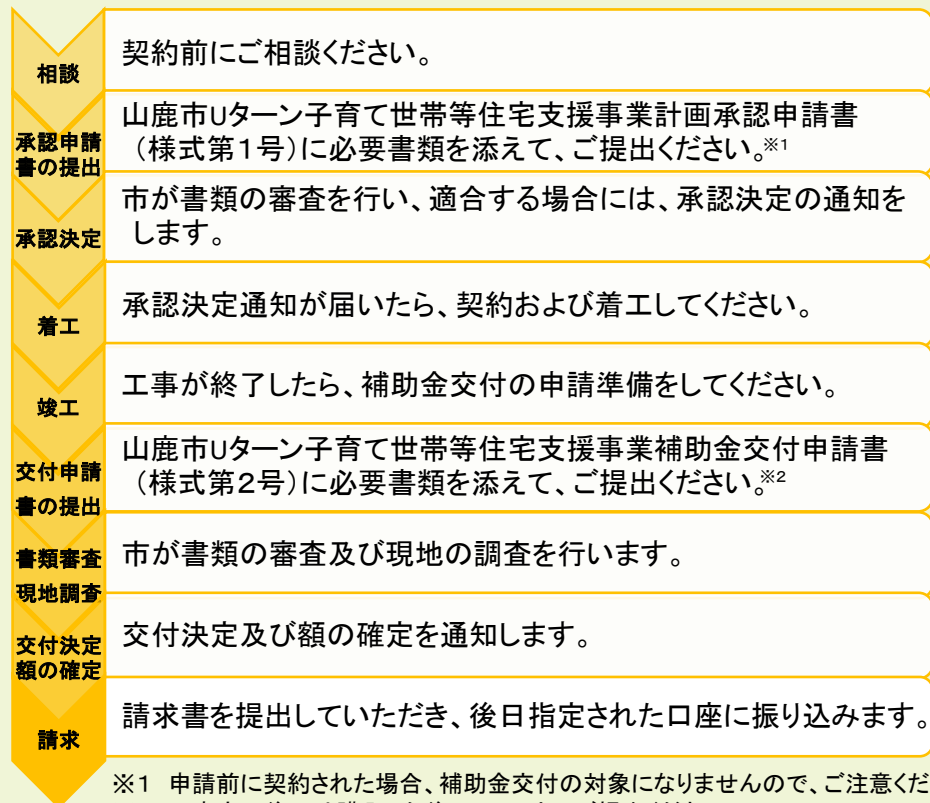 相談
契約前にご相談ください。
承認申請
書の提出
山鹿市Uターン子育て世帯等住宅支援事業計画承認申請書
(様式第1号)に必要書類を添えて、ご提出ください。※1
承認決定
市が書類の審査を行い、適合する場合には、承認決定の通知を
します。
着工
承認決定通知が届いたら、契約および着工してください。
竣工
工事が終了したら、補助金交付の申請準備をしてください。
交付申請
書の提出
山鹿市Uターン子育て世帯等住宅支援事業補助金交付申請書
(様式第2号)に必要書類を添えて、ご提出ください。※2
書類審査
現地調査
市が書類の審査及び現地の調査を行います。
交付決定
額の確定
交付決定及び額の確定を通知します。
請求
請求書を提出していただき、後日指定された口座に振り込みます。
※1 申請前に契約された場合、補助金交付の対象になりませんので、ご注意くだ